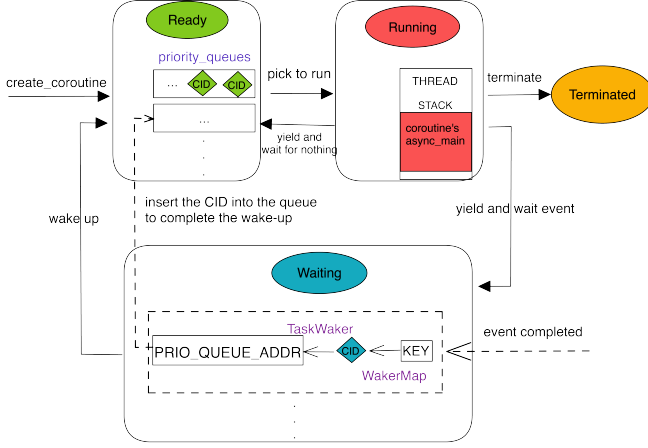 Ready
Running
priority_queues
create_coroutine
... CID CID
pick to run
THREAD
terminate
Terminated
STACK
...
coroutine's
async_main
yield and
wait for nothing
insert the CID into the queue
to complete the wake-up
wake up
yield and wait event
Waiting
TaskWaker
event completed
PRIO_QUEUE_ADDR
CID
KEY
WakerMap